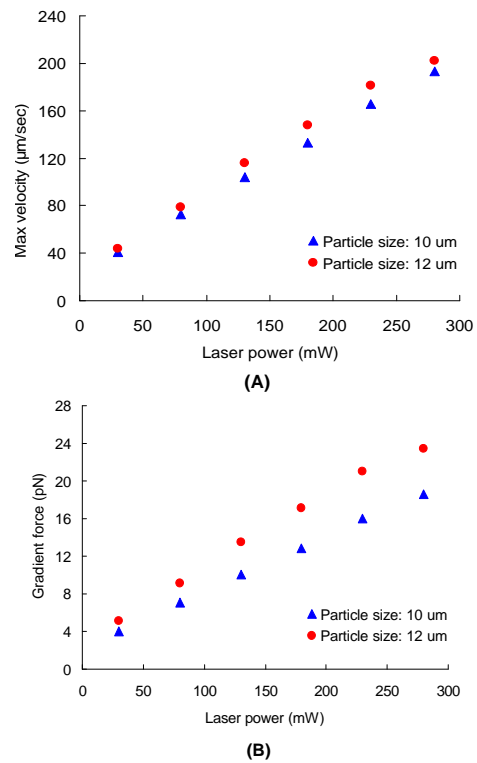 240
200
160
120
80
40
0
Max velocity (µm/sec)
Particle size: 10 um
Particle size: 12 um
0 50 100 150 200 250 300
Laser power (mW)
(A)
28
24
20
16
12
8
4
0
Gradient force (pN)
Particle size: 10 um
Particle size: 12 um
0 50 100 150 200 250 300
Laser power (mW)
(B)